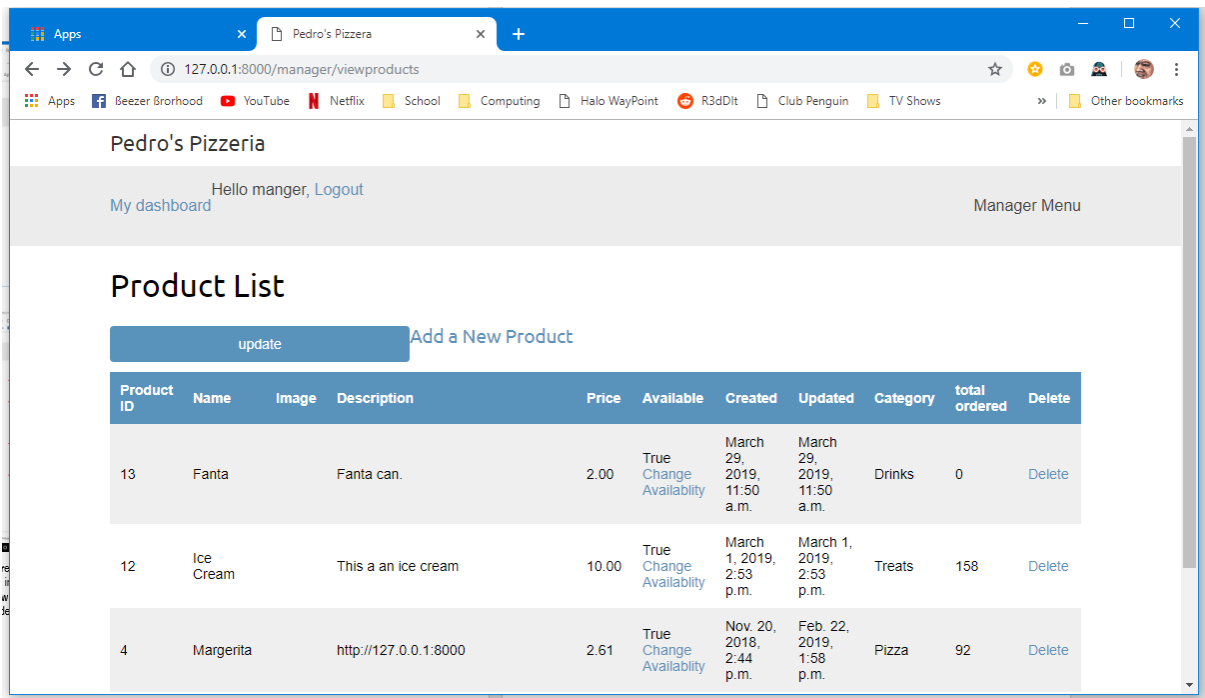 Apps
Pedro's Pizzera
127.0.0.1:8000/manager/viewproducts
Apps
Beezer Brorhood
YouTube
Netflix
School
Computing
Halo WayPoint
R3dDIt
Club Penguin
TV Shows
»
Other bookmarks
Pedro's Pizzeria
Hello manger, Logout
My dashboard
Manager Menu
Product List
update
Add a New Product
Product ID Name Image Description Price Available Created Updated Category total ordered Delete
13 Fanta Fanta can. 2.00 True Change Availablity March 29, 2019, 11:50 a.m. March 29, 2019, 11:50 a.m. Drinks 0 Delete
12 Ice Cream This a an ice cream 10.00 True Change Availablity March 1, 2019, 2:53 p.m. March 1, 2019, 2:53 p.m. Treats 158 Delete
4 Margerita http://127.0.0.1:8000 2.61 True Change Availablity Nov. 20, 2018, 2:44 p.m. Feb. 22, 2019, 1:58 p.m. Pizza 92 Delete